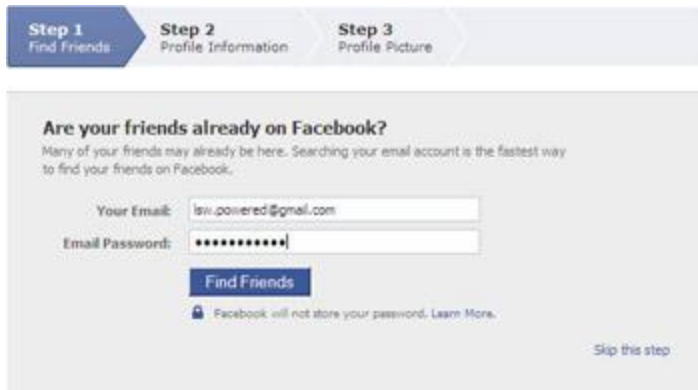 Step 1
Find Friends
Step 2
Profile Information
Step 3
Profile Picture
Are your friends already on Facebook?
Many of your friends may already be here. Searching your email account is the fastest way
to find your friends on Facebook.
Your Email: lsw.powered@gmail.com
Email Password: •••••••••••
Find Friends
Facebook will not store your password. Learn More.
Skip this step